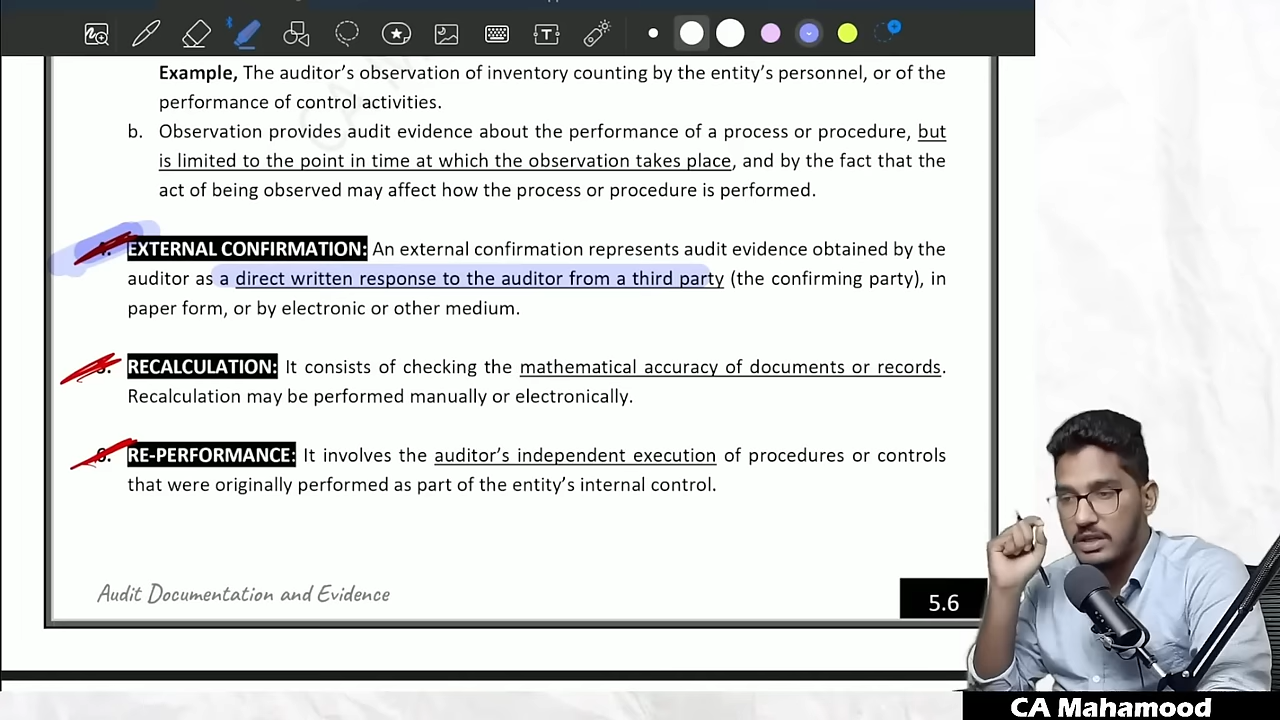 Example, The auditor's observation of inventory counting by the entity's personnel, or of the
performance of control activities.
b. Observation provides audit evidence about the performance of a process or procedure, but
is limited to the point in time at which the observation takes place, and by the fact that the
act of being observed may affect how the process or procedure is performed.
EXTERNAL CONFIRMATION: An external confirmation represents audit evidence obtained by the
auditor as a direct written response to the auditor from a third party (the confirming party), in
paper form, or by electronic or other medium.
RECALCULATION: It consists of checking the mathematical accuracy of documents or records.
Recalculation may be performed manually or electronically.
RE-PERFORMANCE: It involves the auditor's independent execution of procedures or controls
that were originally performed as part of the entity's internal control.
Audit Documentation and Evidence
5.6
CA Mahamood